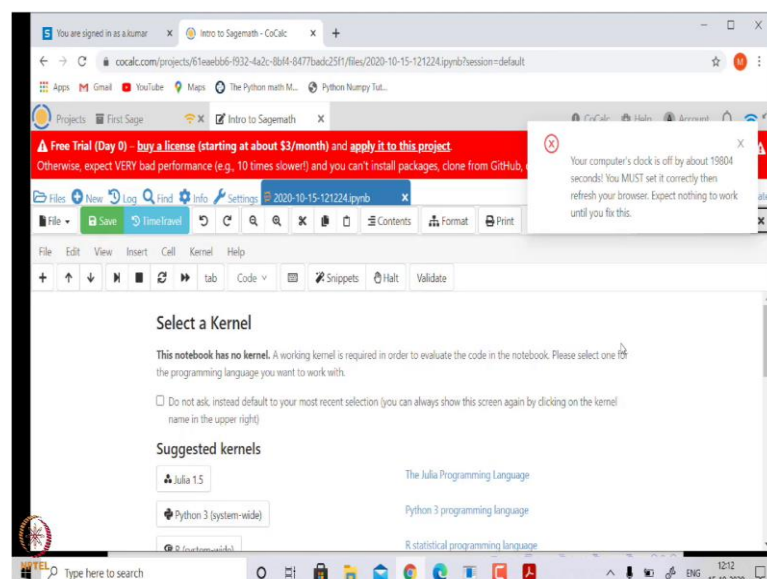 You are signed in as a.kumar
Intro to Sagemath - CoCalc
cocalc.com/projects/61eaebb6-f932-4a2c-8bf4-8477badc25f1/files/2020-10-15-121224.ipynb?session=default
Apps Gmail YouTube Maps The Python math M... Python Numpy Tut...
Projects First Sage Intro to Sagemath CoCalc Help Account
Free Trial (Day 0) – buy a license (starting at about $3/month) and apply it to this project.
Otherwise, expect VERY bad performance (e.g., 10 times slower!) and you can't install packages, clone from GitHub,
Your computer's clock is off by about 19804
seconds! You MUST set it correctly then
refresh your browser. Expect nothing to work
until you fix this.
Files New Log Find Info Settings 2020-10-15-121224.ipynb
File Save TimeTravel Contents Format Print
File Edit View Insert Cell Kernel Help
tab Code Snippets Halt Validate
Select a Kernel
This notebook has no kernel. A working kernel is required in order to evaluate the code in the notebook. Please select one for
the programming language you want to work with.
Do not ask, instead default to your most recent selection (you can always show this screen again by clicking on the kernel
name in the upper right)
Suggested kernels
Julia 1.5 The Julia Programming Language
Python 3 (system-wide) Python 3 programming language
R (system-wide) R statistical programming language
NPTEL
Type here to search
ENG
12:12
15-10-2020